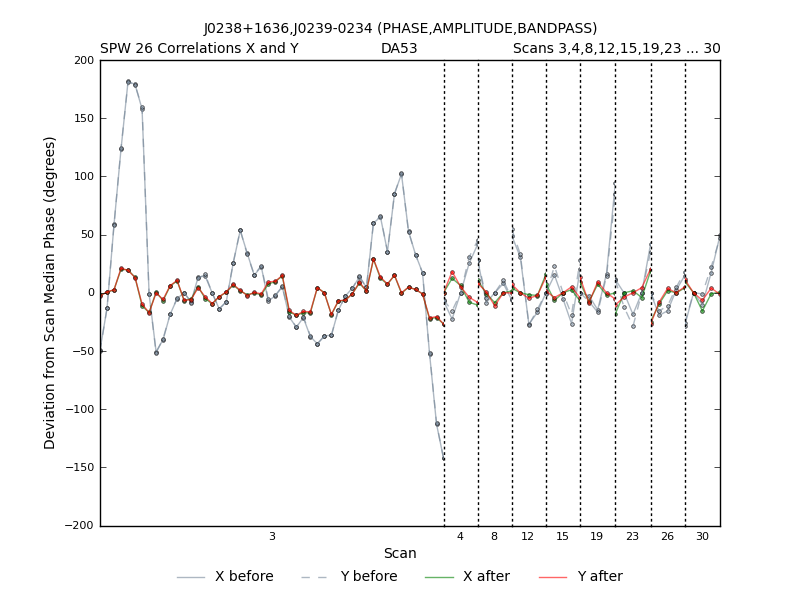 J0238+1636,J0239-0234 (PHASE,AMPLITUDE,BANDPASS)
SPW 26 Correlations X and Y DA53 Scans 3,4,8,12,15,19,23 ... 30
200
150
100
50
0
−50
−100
−150
−200
Deviation from Scan Median Phase (degrees)
3 4 8 12 15 19 23 26 30
Scan
X before Y before X after Y after